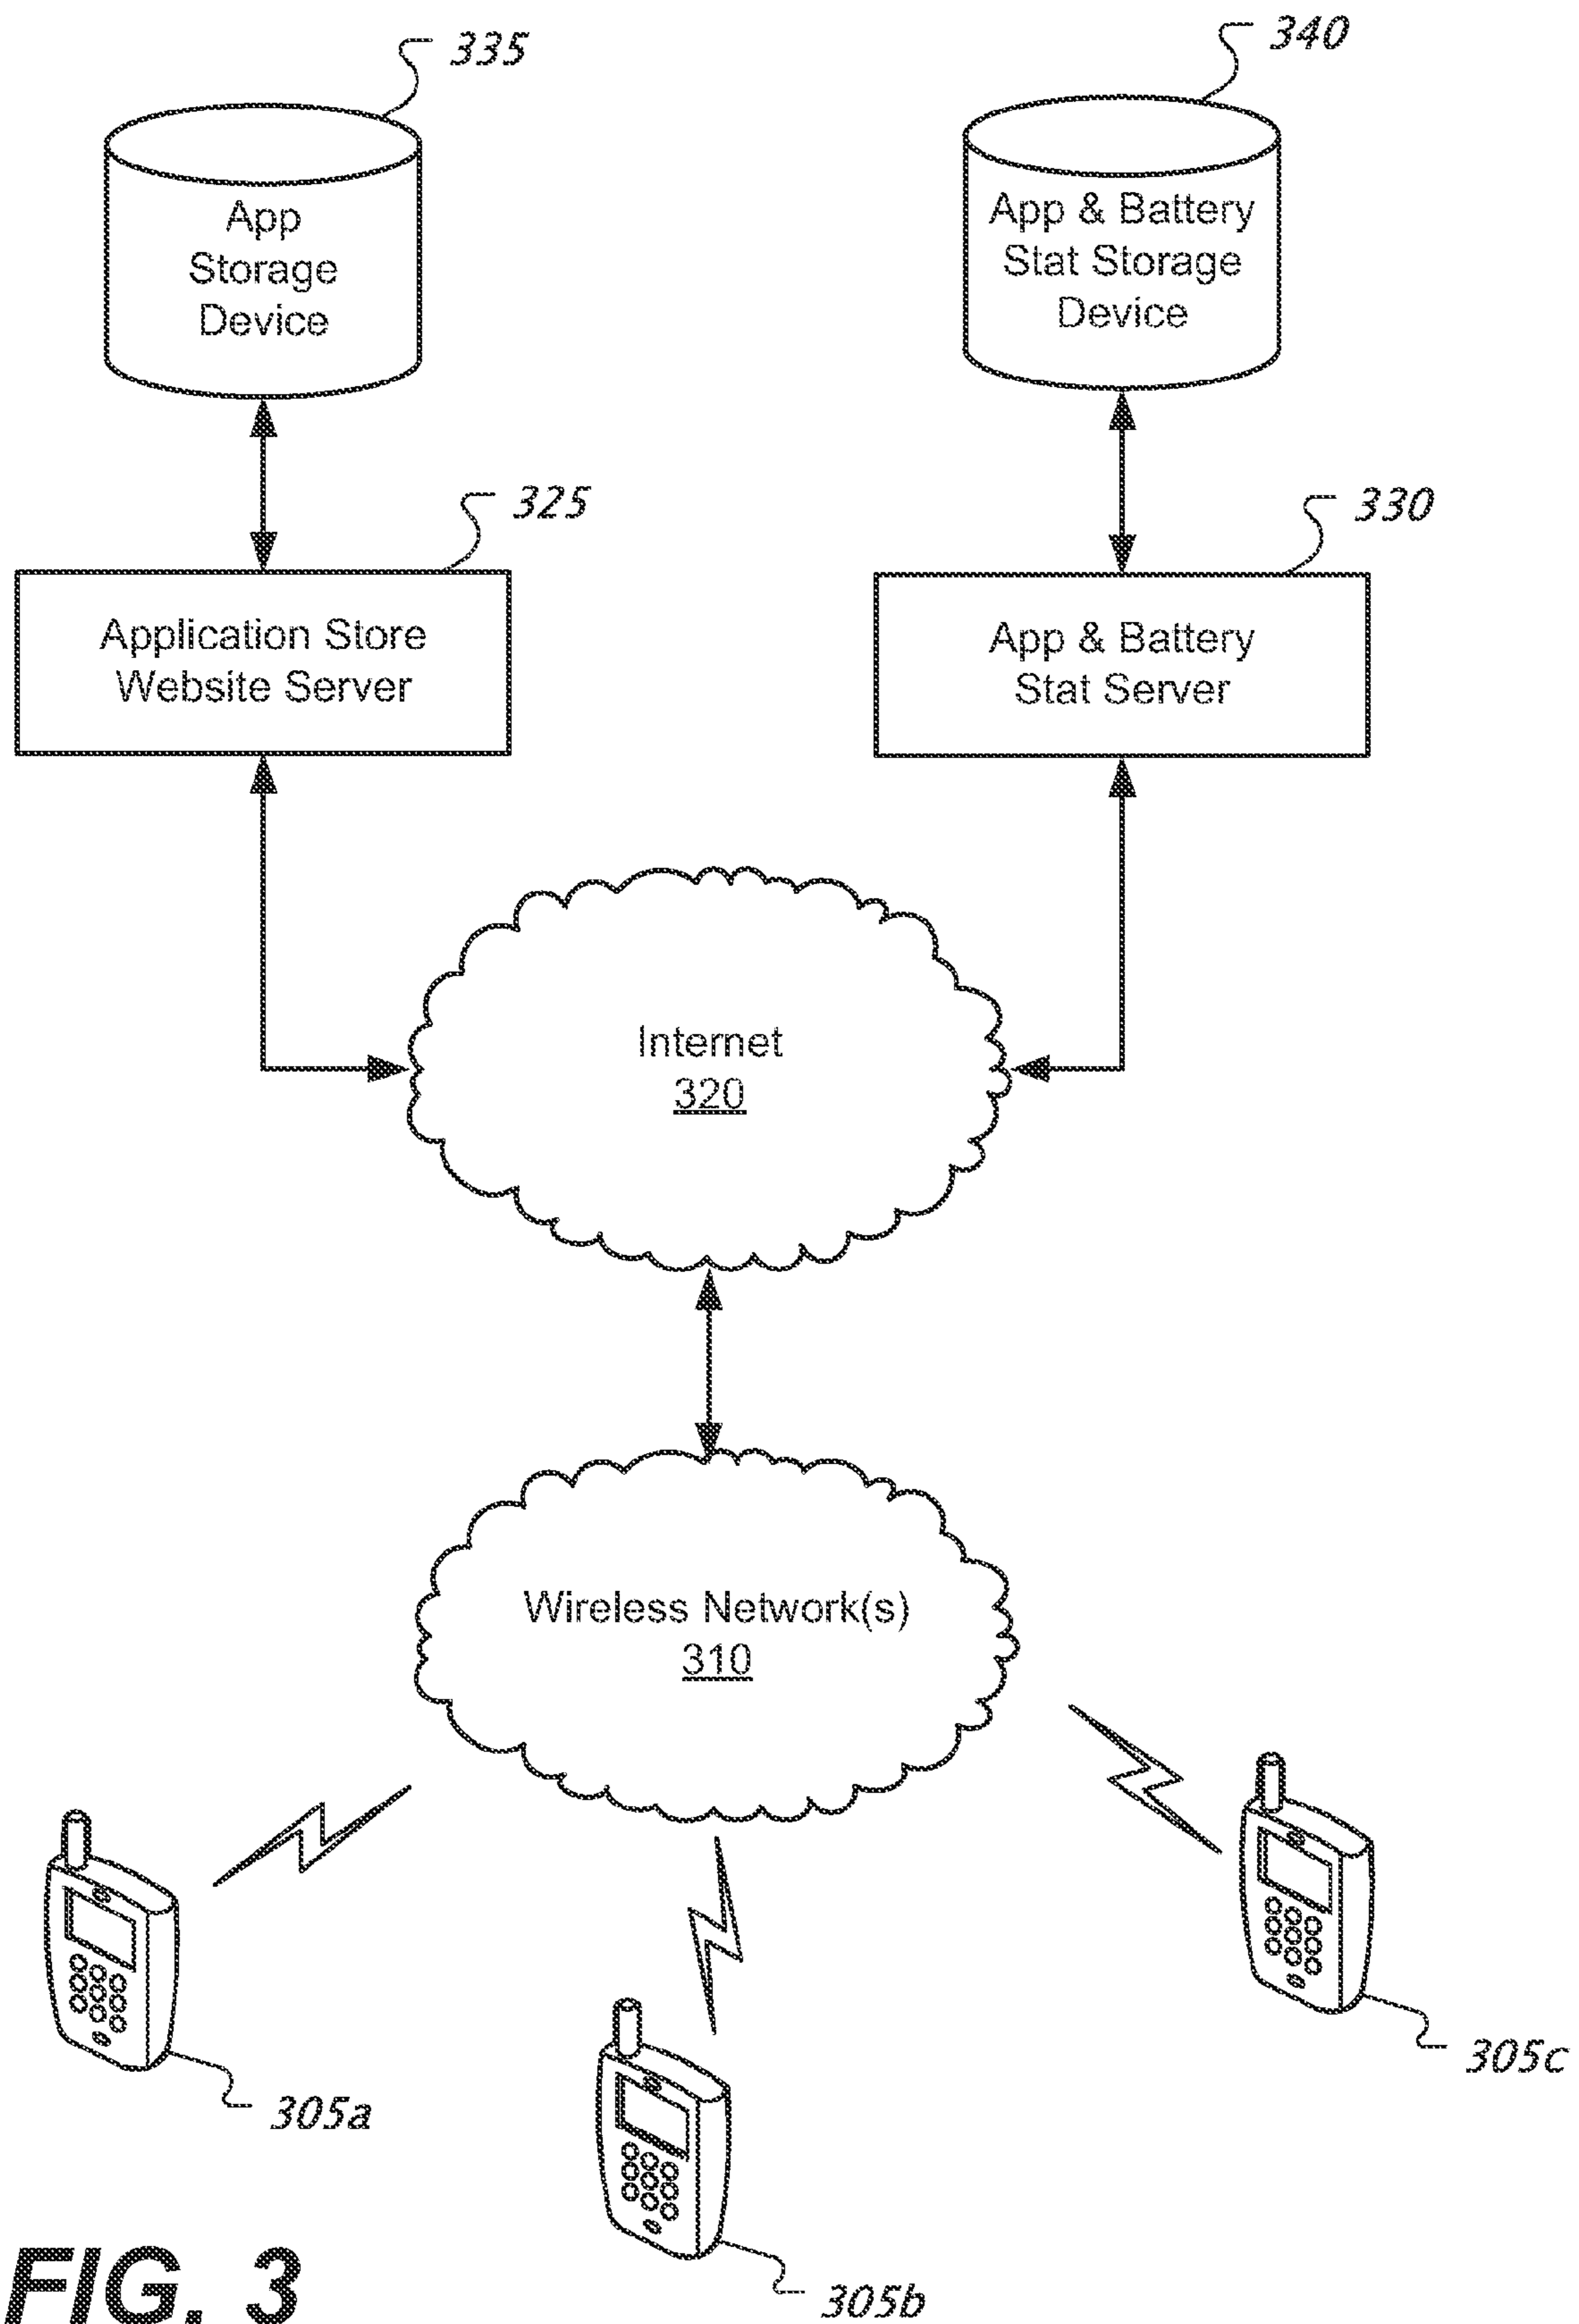 335
340
App
Storage
Device
App & Battery
Stat Storage
Device
325
330
Application Store
Website Server
App & Battery
Stat Server
Internet
320
Wireless Network(s)
310
305a
305b
305c
FIG. 3